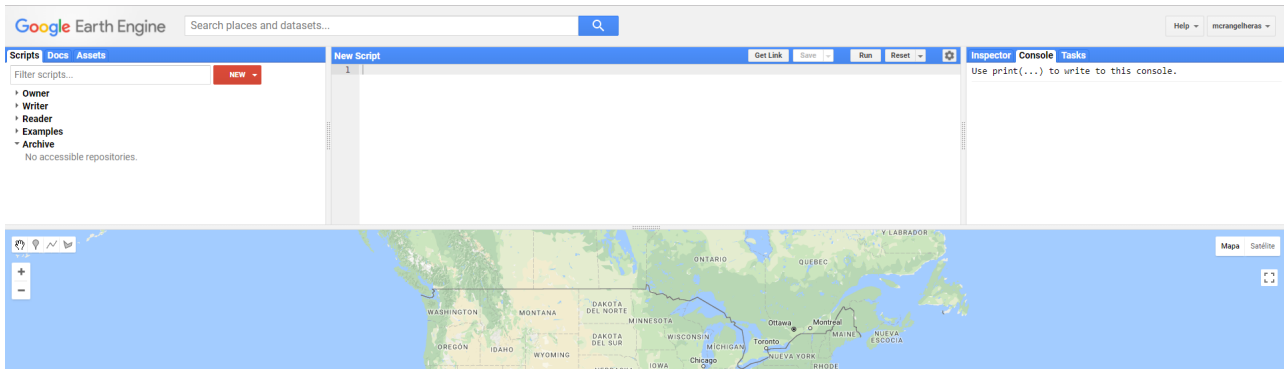 Google Earth Engine
Search places and datasets...
Help
mcrangelheras
Scripts Docs Assets
Filter scripts...
NEW
Owner
Writer
Reader
Examples
Archive
No accessible repositories.
New Script
Get Link Save Run Reset
1
Inspector Console Tasks
Use print(...) to write to this console.
Mapa Satélite
+
−
Y LABRADOR
ONTARIO
QUEBEC
WASHINGTON
MONTANA
DAKOTA
DEL NORTE
MINNESOTA
Ottawa
Montreal
MAINE
NUEVA
ESCOCIA
OREGÓN
IDAHO
WYOMING
DAKOTA
DEL SUR
WISCONSIN
MICHIGAN
Toronto
NUEVA YORK
IOWA
Chicago
RHODE